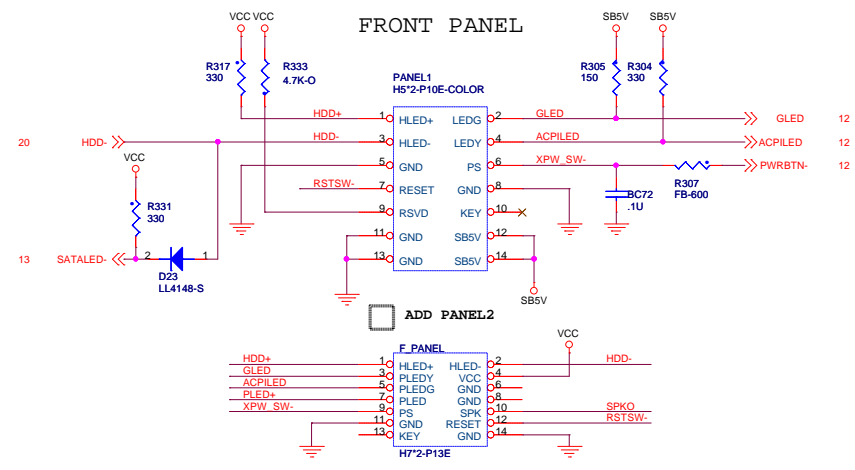 FRONT PANEL
VCC VCC
SB5V SB5V
R317
330
R333
4.7K-O
R305
150
R304
330
PANEL1
H5*2-P10E-COLOR
HDD+ 1 HLED+ LEDG 2 GLED GLED 12
20 HDD- HDD- 3 HLED- LEDY 4 ACPILED ACPILED 12
5 GND PS 6 XPW_SW- PWRBTN- 12
R307
FB-600
RSTSW- 7 RESET GND 8
BC72
.1U
9 RSVD KEY 10
11 GND SB5V 12
13 GND SB5V 14
SB5V
VCC
R331
330
13 SATALED- 2 1
D23
LL4148-S
ADD PANEL2
VCC
F_PANEL
HDD+ 1 HLED+ HLED- 2 HDD-
GLED 3 PLEDY VCC 4
ACPILED 5 PLEDG GND 6
PLED+ 7 PLED GND 8
XPW_SW- 9 PS SPK 10 SPKO
11 GND RESET 12 RSTSW-
13 KEY GND 14
H7*2-P13E